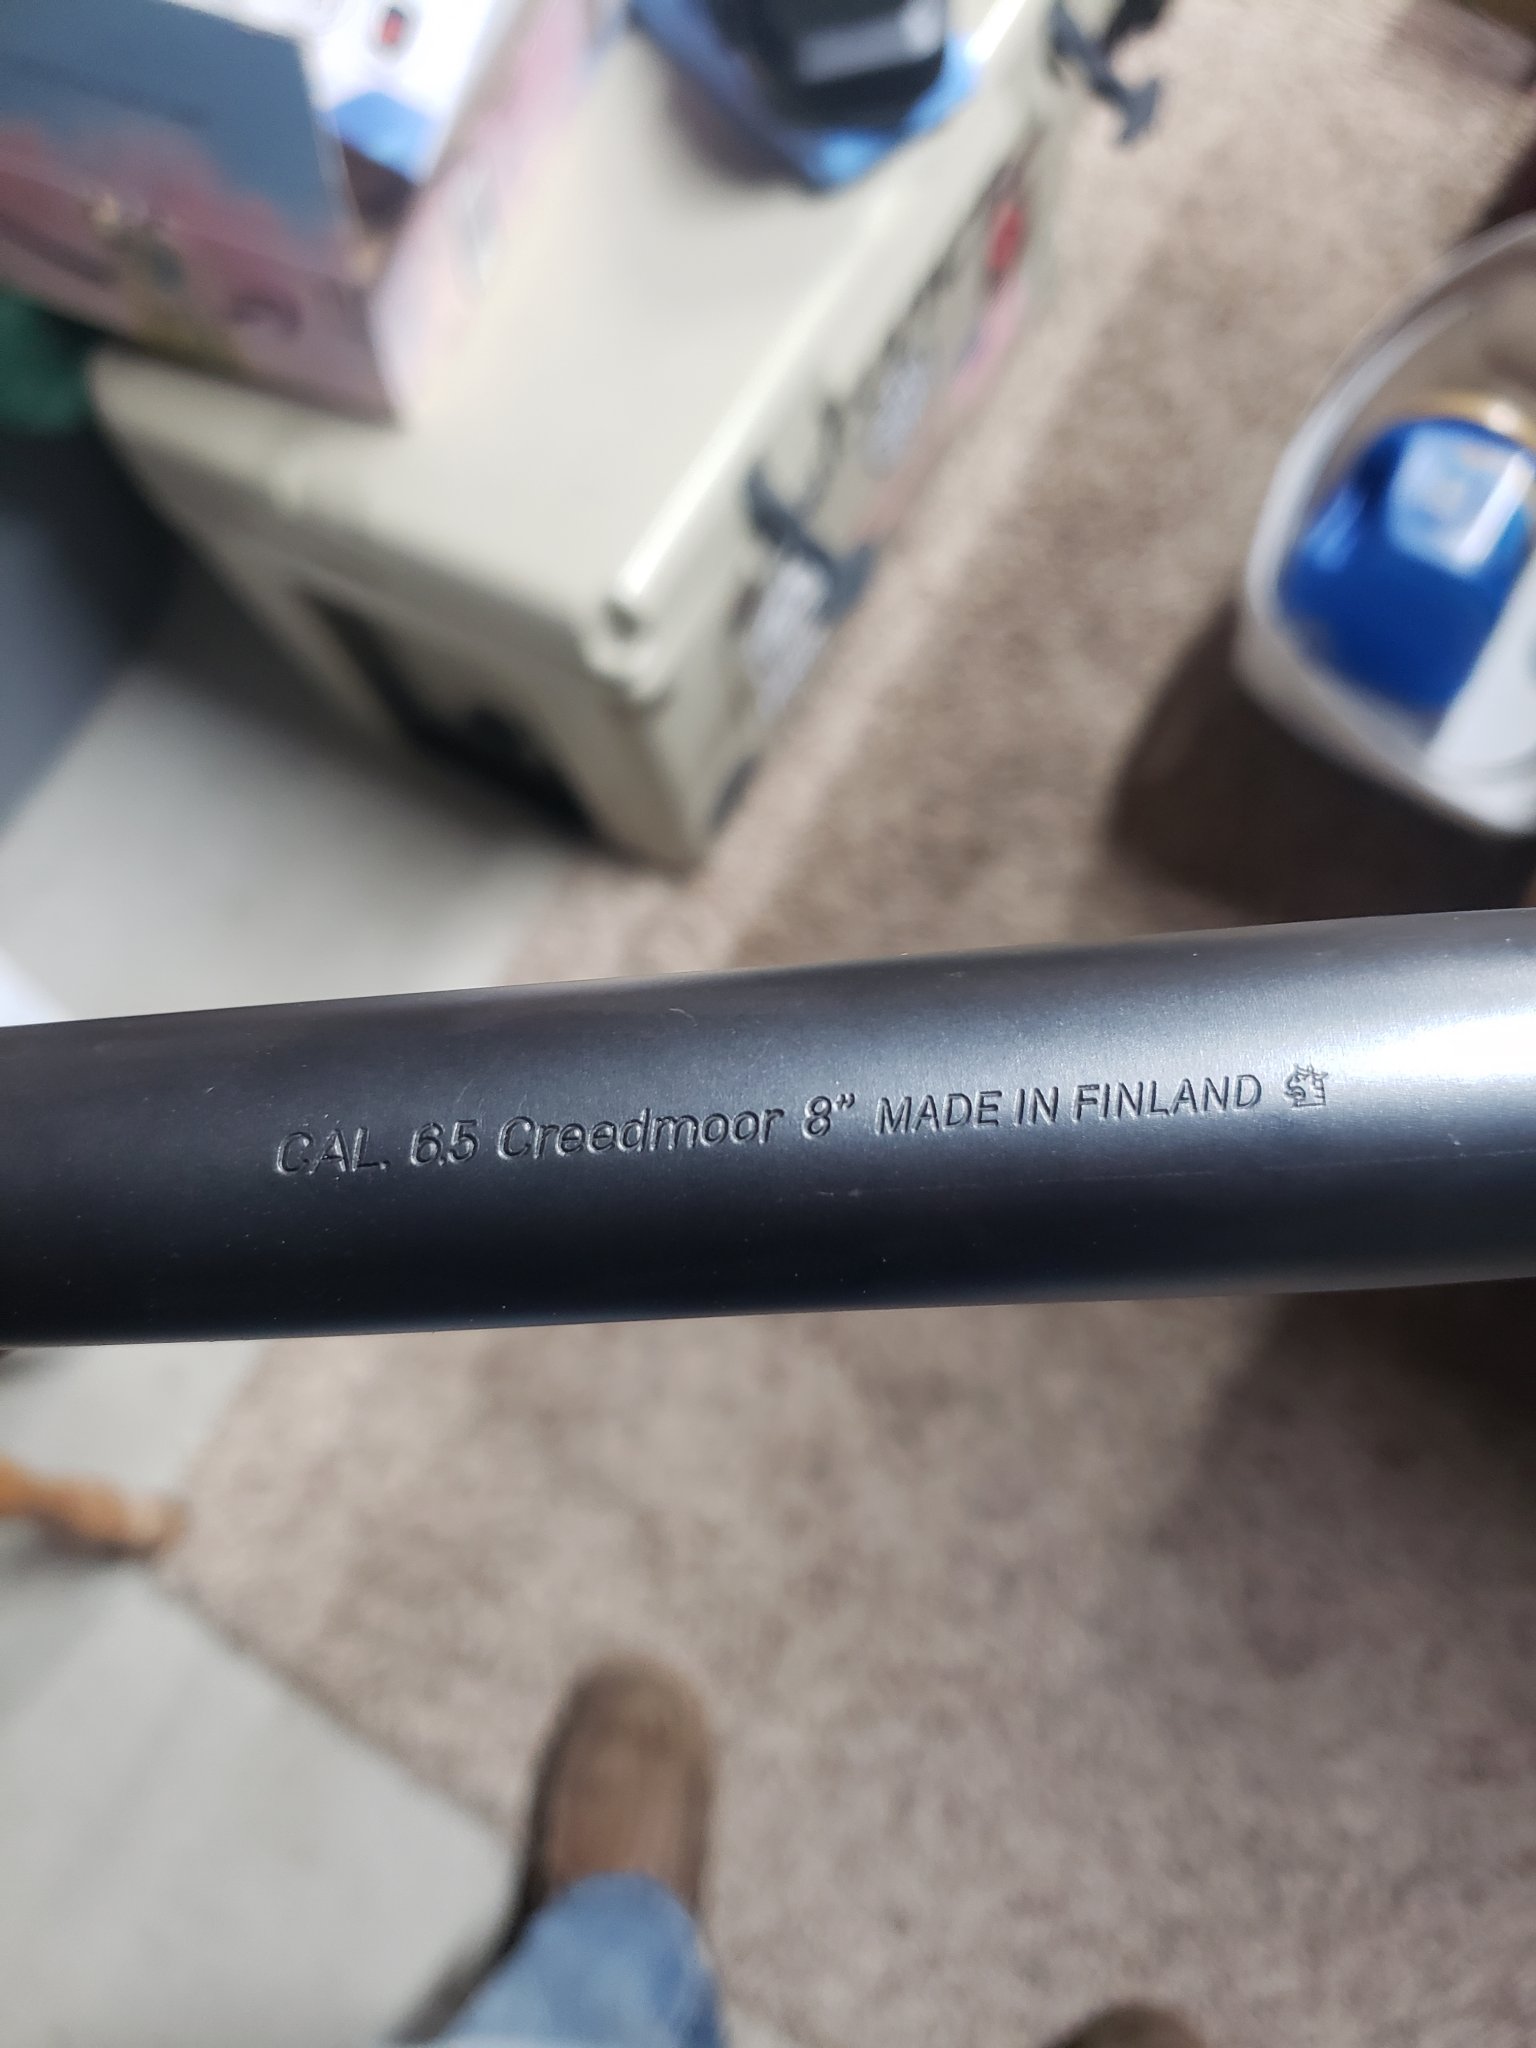 CAL. 6.5 Creedmoor 8” MADE IN FINLAND